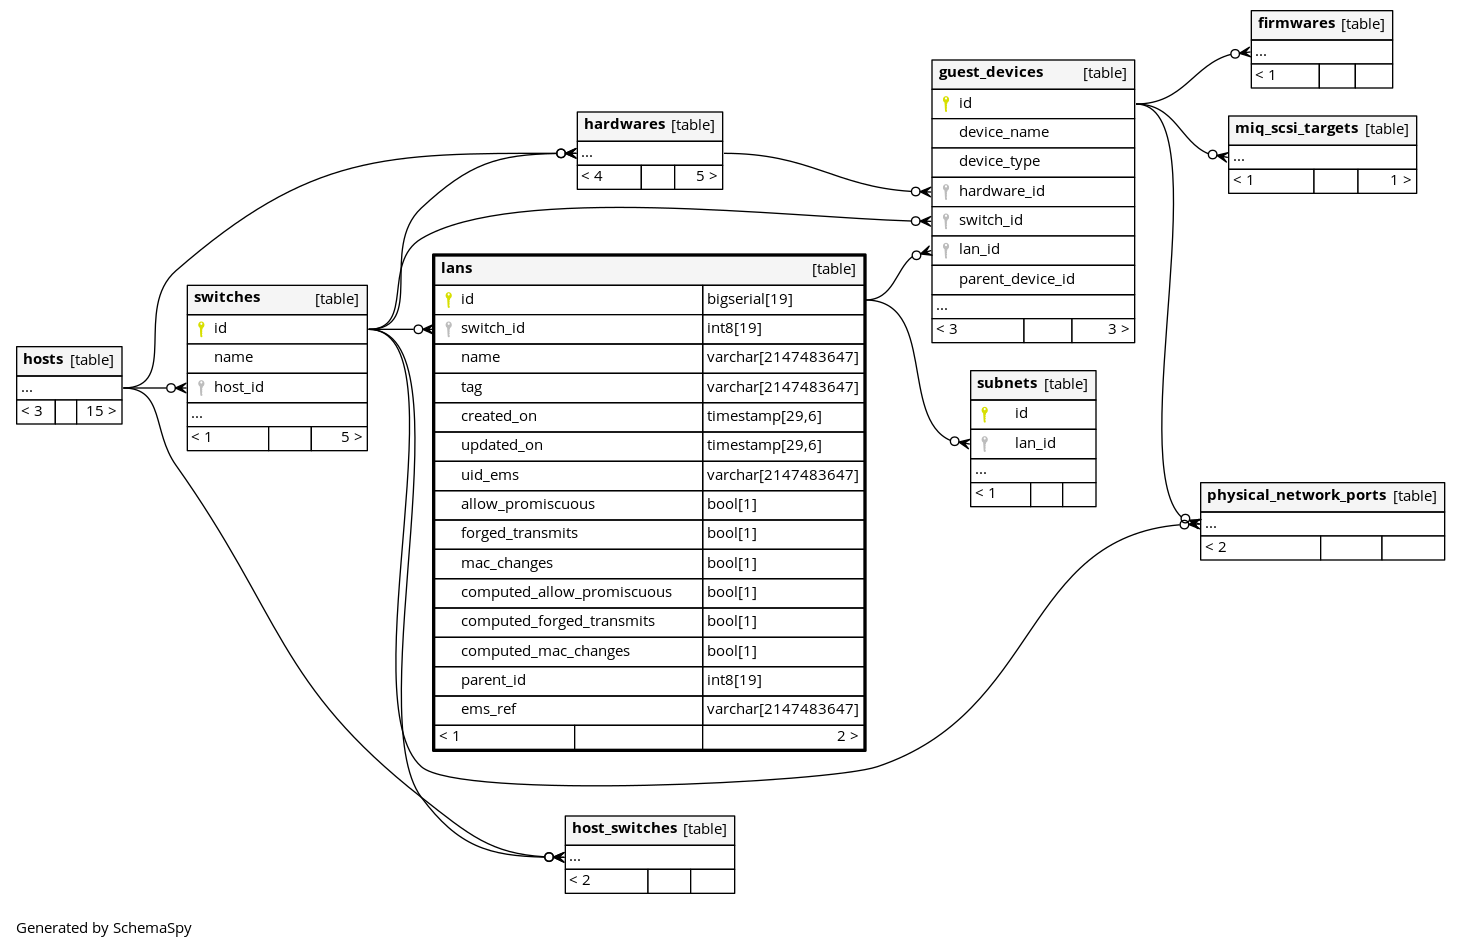 firmwares [table]
...
< 1
guest_devices [table]
id
device_name
device_type
hardware_id
switch_id
lan_id
parent_device_id
...
< 3 3 >
miq_scsi_targets [table]
...
< 1 1 >
hardwares [table]
...
< 4 5 >
lans [table]
id bigserial[19]
switch_id int8[19]
name varchar[2147483647]
tag varchar[2147483647]
created_on timestamp[29,6]
updated_on timestamp[29,6]
uid_ems varchar[2147483647]
allow_promiscuous bool[1]
forged_transmits bool[1]
mac_changes bool[1]
computed_allow_promiscuous bool[1]
computed_forged_transmits bool[1]
computed_mac_changes bool[1]
parent_id int8[19]
ems_ref varchar[2147483647]
< 1 2 >
switches [table]
id
name
host_id
...
< 1 5 >
hosts [table]
...
< 3 15 >
subnets [table]
id
lan_id
...
< 1
physical_network_ports [table]
...
< 2
host_switches [table]
...
< 2
Generated by SchemaSpy